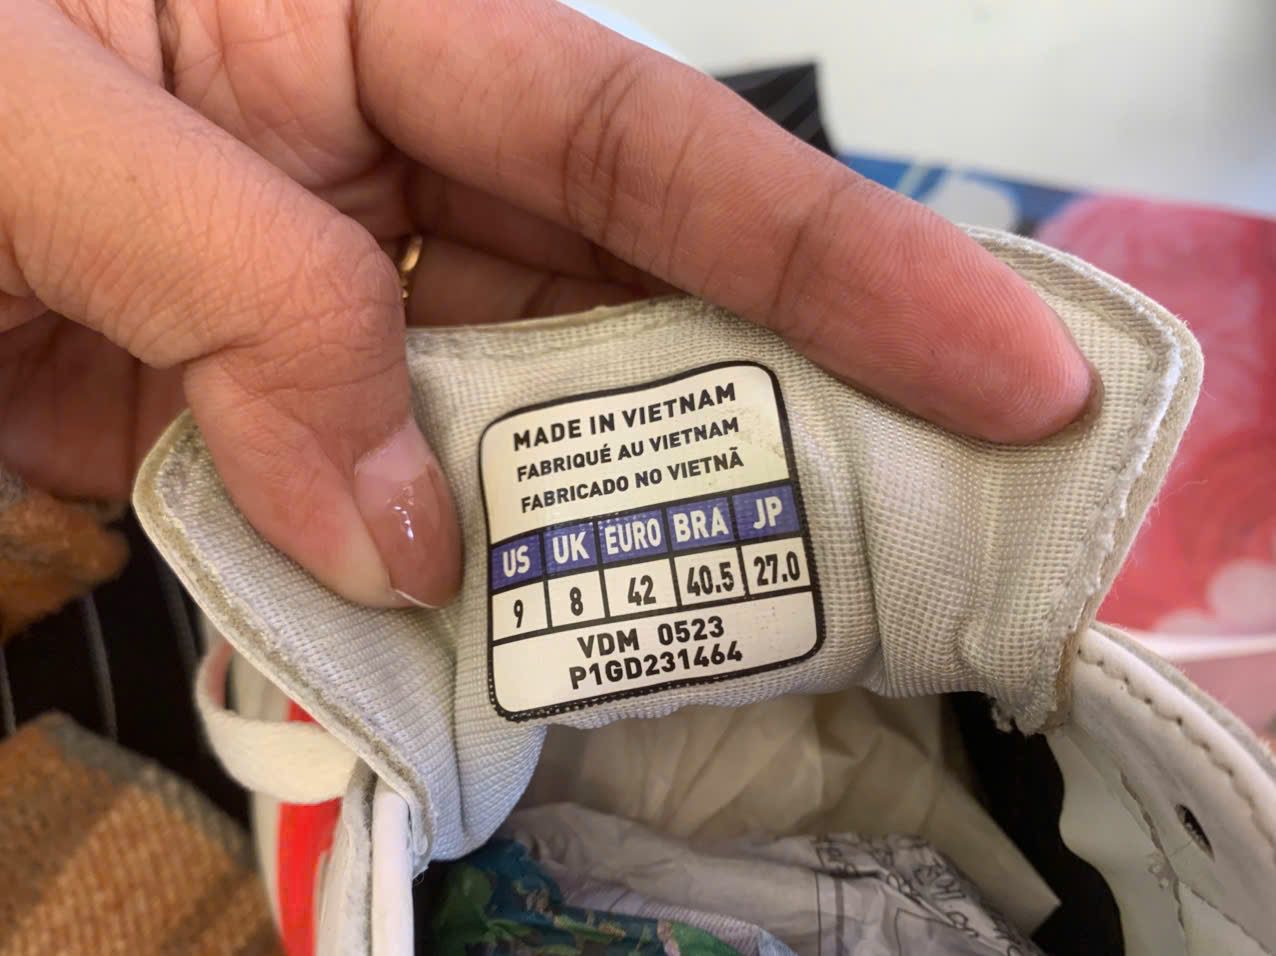 MADE IN VIETNAM
FABRIQUÉ AU VIETNAM
FABRICADO NO VIETNÃ
US UK EURO BRA JP
9 8 42 40.5 27.0
VDM 0523
P1GD231464